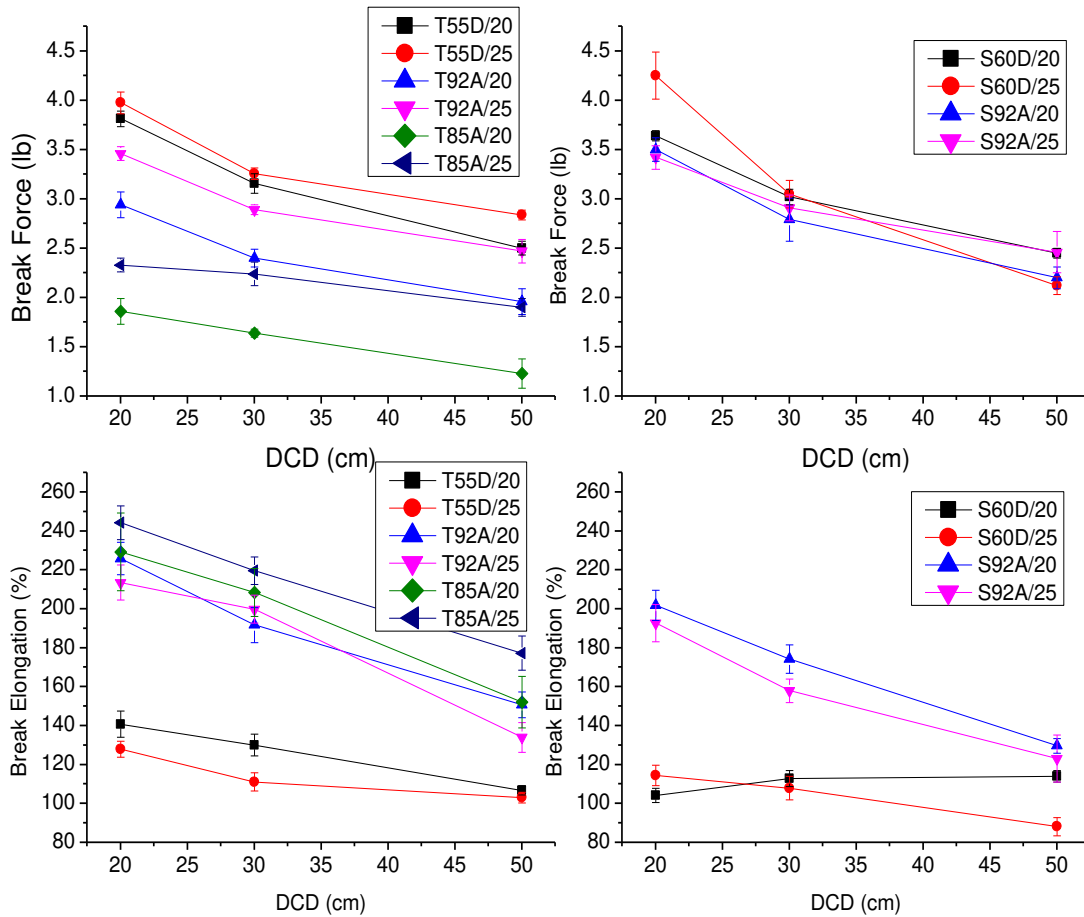 Break Force (lb)
4.5
4.0
3.5
3.0
2.5
2.0
1.5
1.0
T55D/20
T55D/25
T92A/20
T92A/25
T85A/20
T85A/25
20 25 30 35 40 45 50
DCD (cm)
Break Force (lb)
4.5
4.0
3.5
3.0
2.5
2.0
1.5
1.0
S60D/20
S60D/25
S92A/20
S92A/25
20 25 30 35 40 45 50
DCD (cm)
Break Elongation (%)
260
240
220
200
180
160
140
120
100
80
T55D/20
T55D/25
T92A/20
T92A/25
T85A/20
T85A/25
20 25 30 35 40 45 50
DCD (cm)
Break Elongation (%)
260
240
220
200
180
160
140
120
100
80
S60D/20
S60D/25
S92A/20
S92A/25
20 25 30 35 40 45 50
DCD (cm)